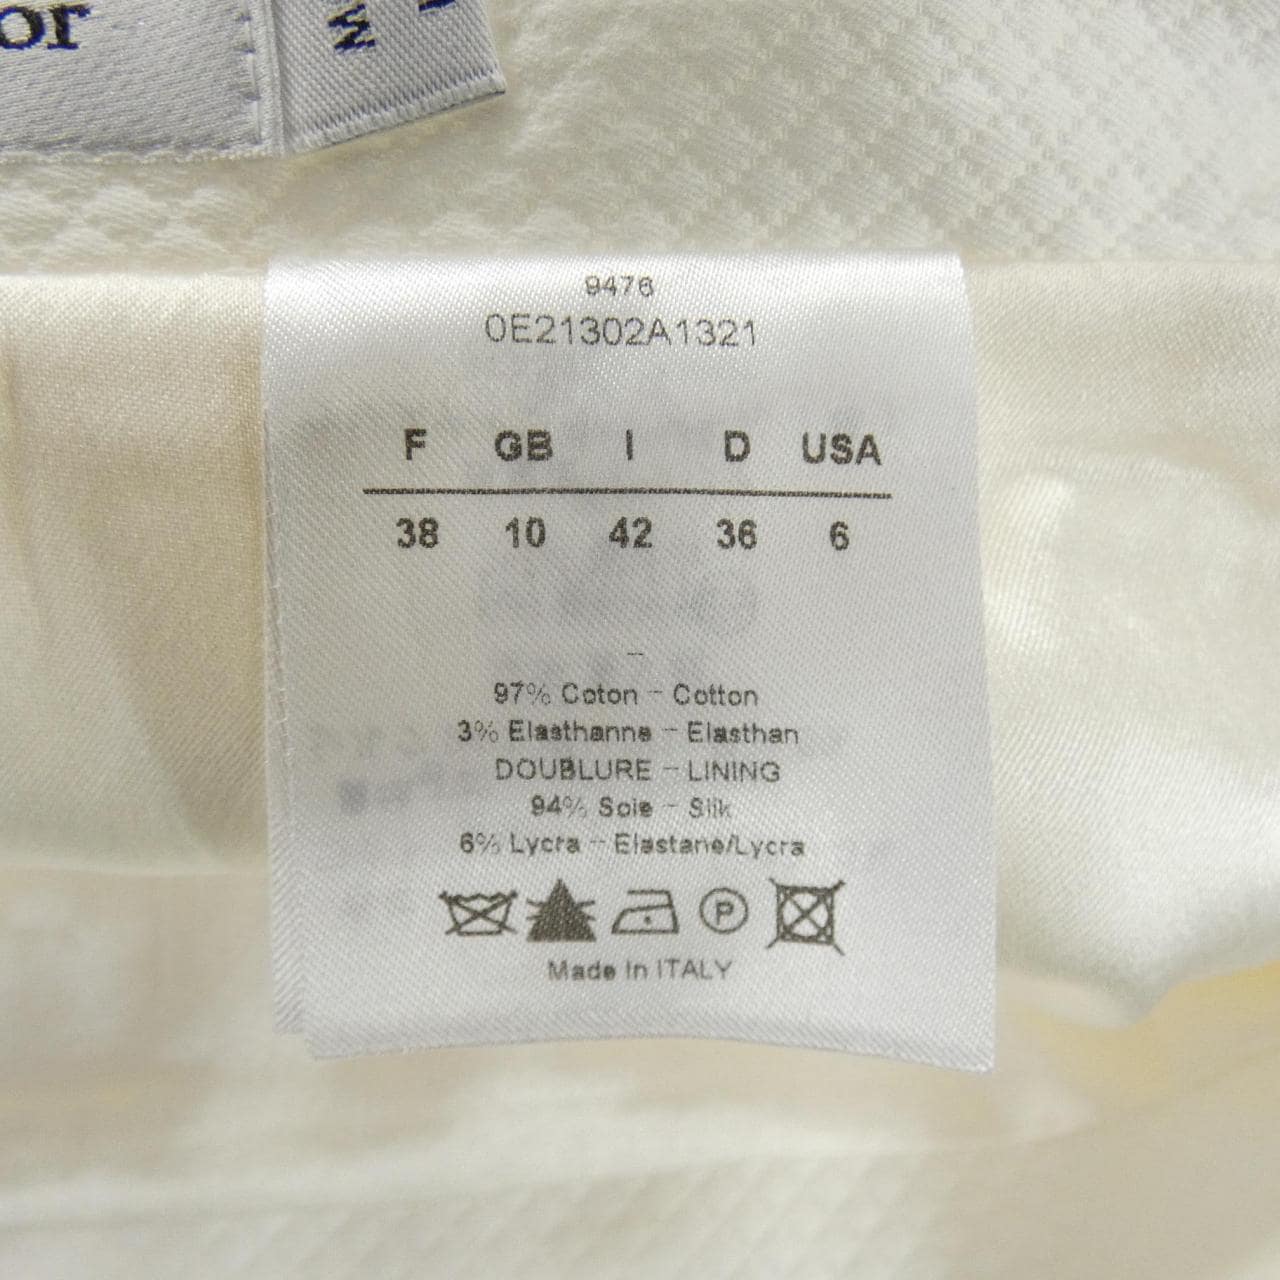 or
M
9476
0E21302A1321
F GB I D USA
38 10 42 36 6
-
97% Coton - Cotton
3% Elasthanne - Elasthan
DOUBLURE - LINING
94% Soie - Silk
6% Lycra - Elastane/Lycra
P
Made In ITALY